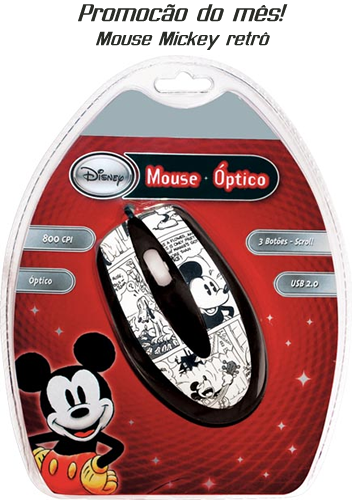 Promocão do mês!
Mouse Mickey retrô
Disney
Mouse · Óptico
800 CPI
3 Botões - Scroll
Óptico
USB 2.0